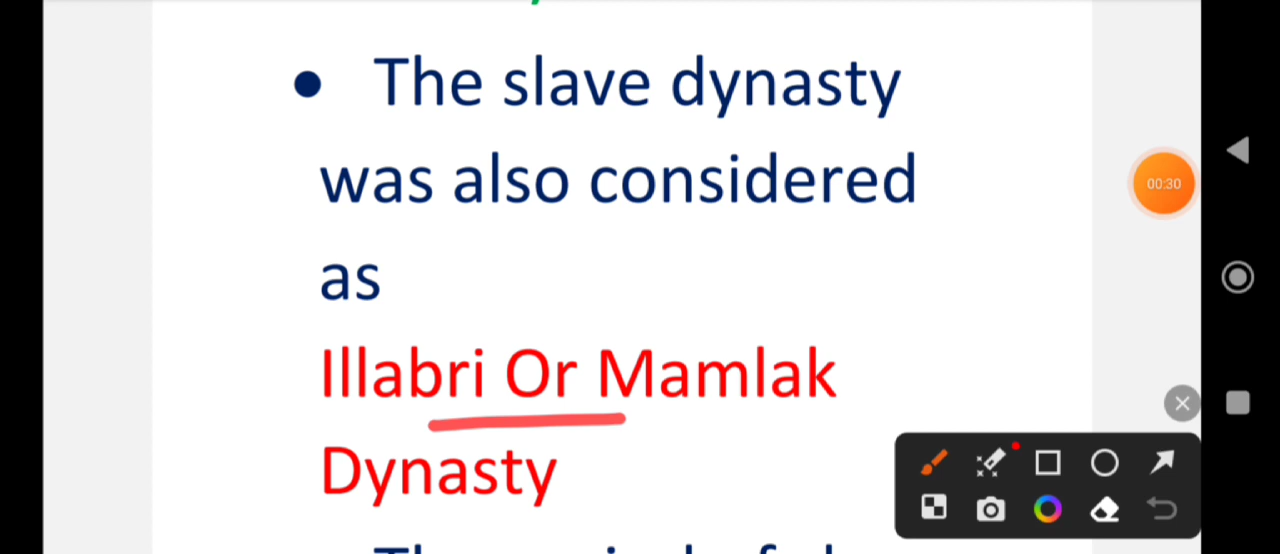 • The slave dynasty
was also considered
as
Illabri Or Mamlak
Dynasty
00:30